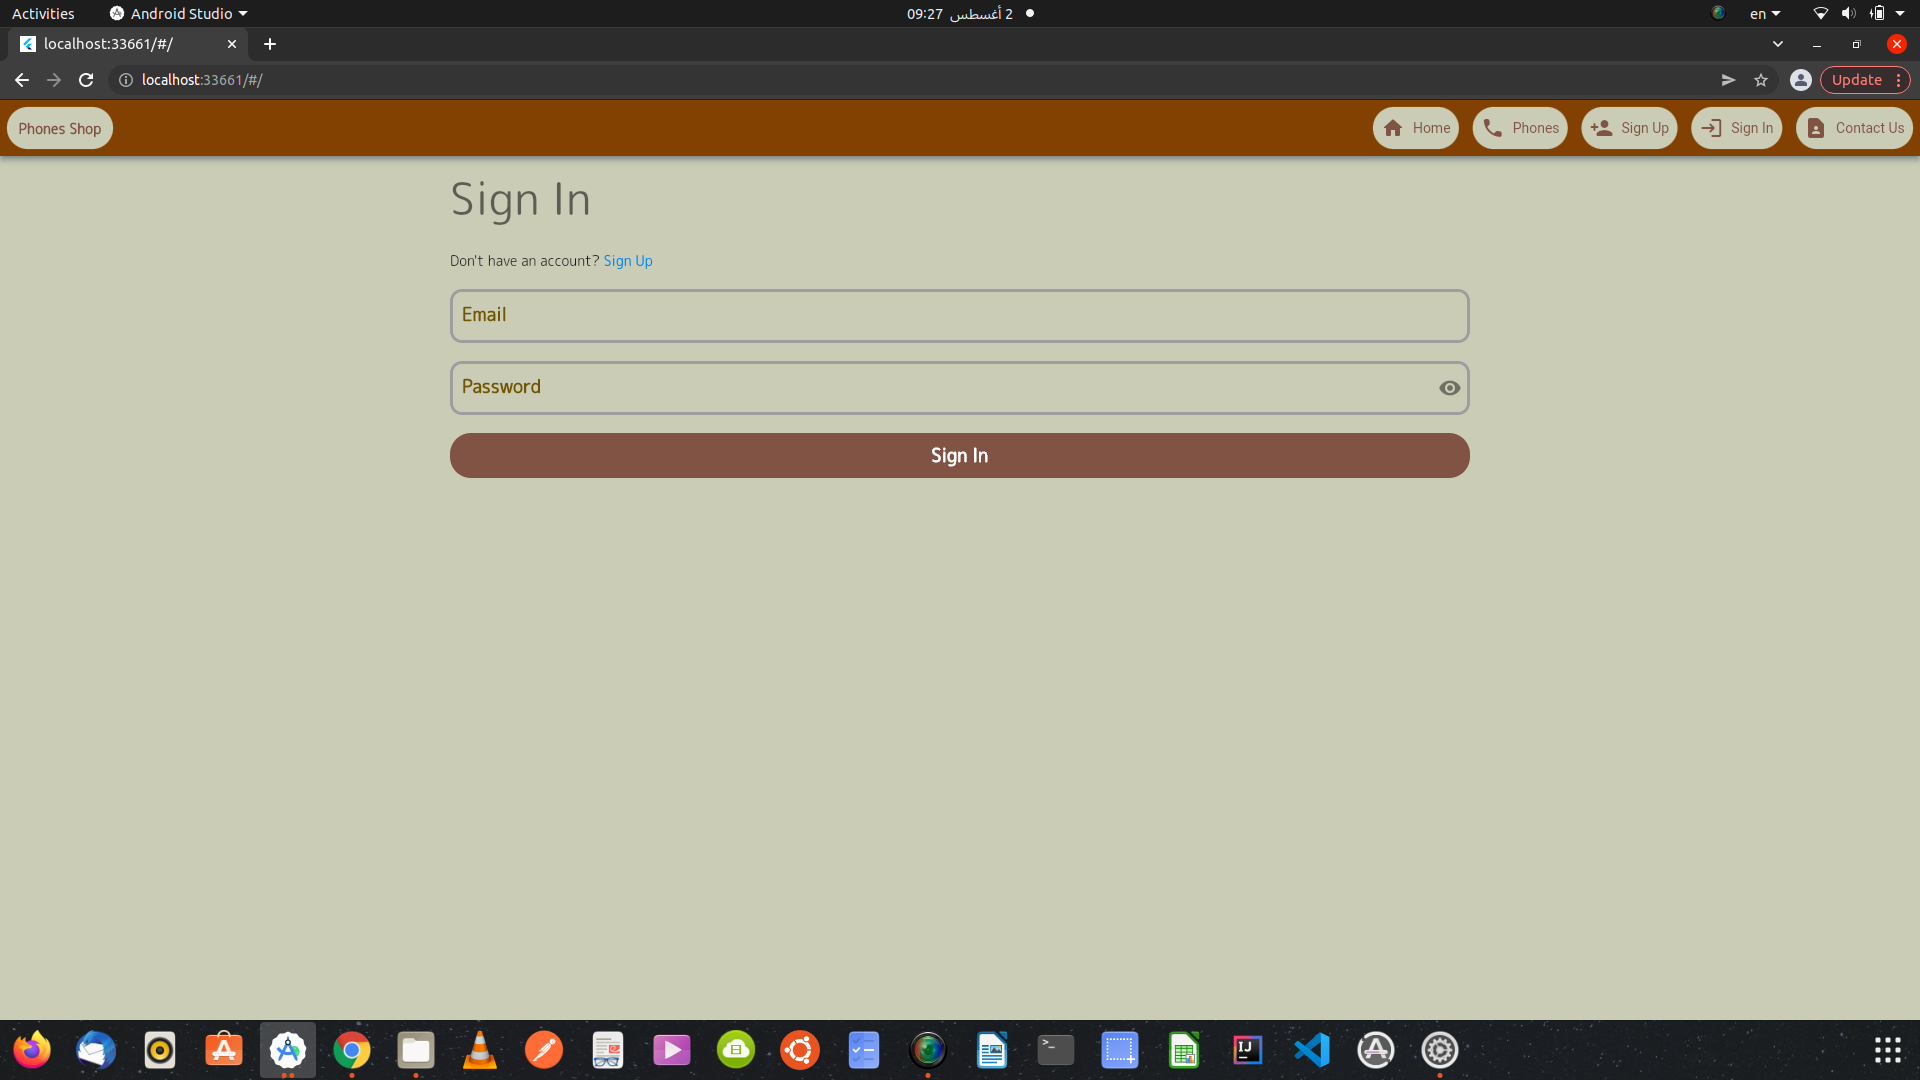 Activities Android Studio 09:27 2 أغسطس en
localhost:33661/#/
localhost:33661/#/ Update
Phones Shop Home Phones Sign Up Sign In Contact Us
Sign In
Don't have an account? Sign Up
Email
Password
Sign In